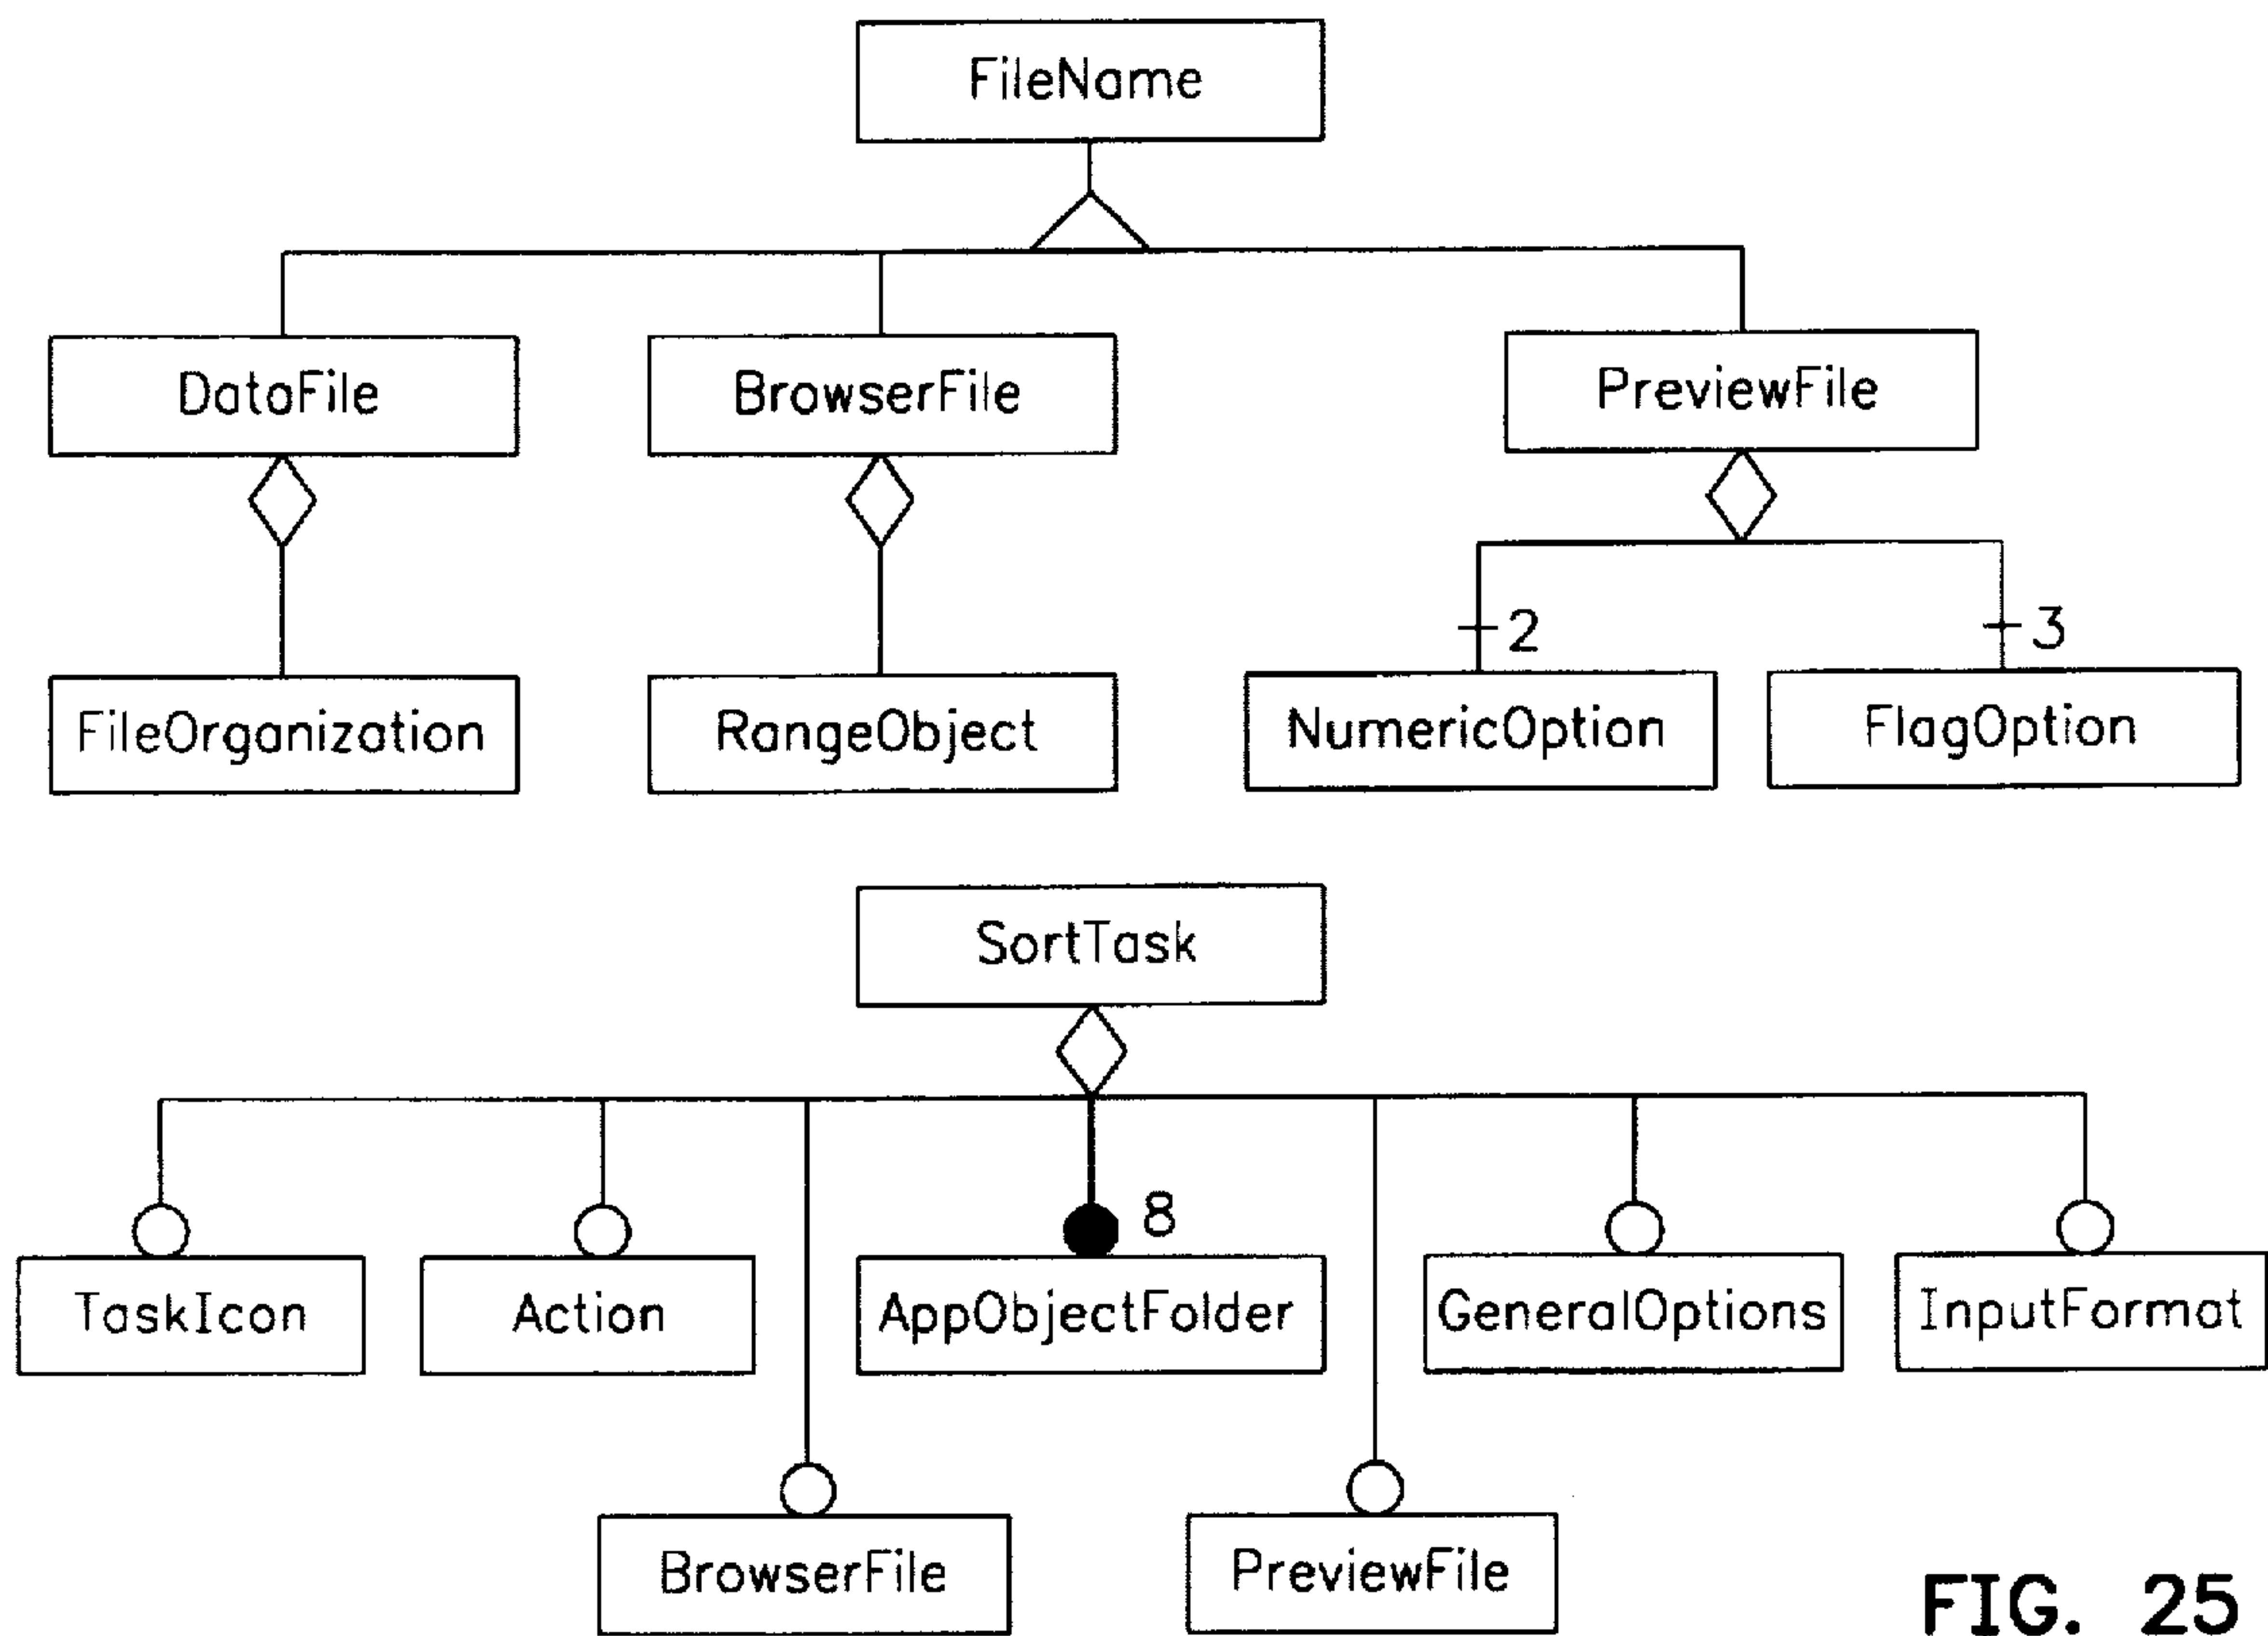 FileName
DataFile
BrowserFile
PreviewFile
2
3
FileOrganization
RangeObject
NumericOption
FlagOption
SortTask
8
TaskIcon
Action
AppObjectFolder
GeneralOptions
InputFormat
BrowserFile
PreviewFile
FIG. 25